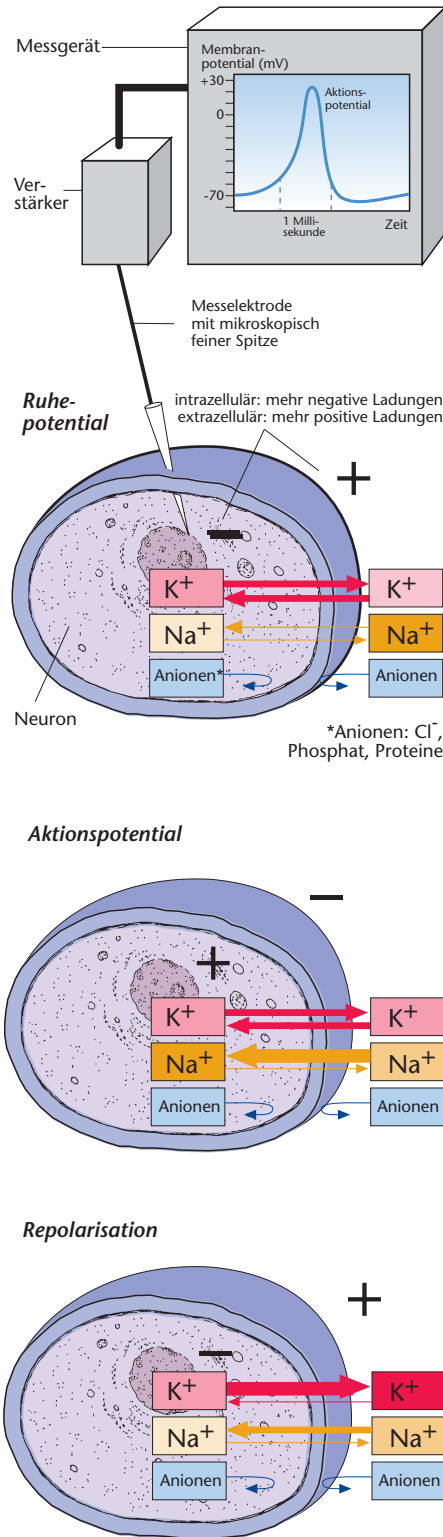 Messgerät
Membran-
potential (mV)
+30
Aktions-
potential
0
-70
1 Milli-
sekunde
Zeit
Ver-
stärker
Messelektrode
mit mikroskopisch
feiner Spitze
Ruhe-
potential
intrazellulär: mehr negative Ladungen
extrazellulär: mehr positive Ladungen
+
–
K+ K+
Na+ Na+
Anionen* Anionen
Neuron
*Anionen: Cl-,
Phosphat, Proteine
Aktionspotential
–
+
K+ K+
Na+ Na+
Anionen Anionen
Repolarisation
+
–
K+ K+
Na+ Na+
Anionen Anionen